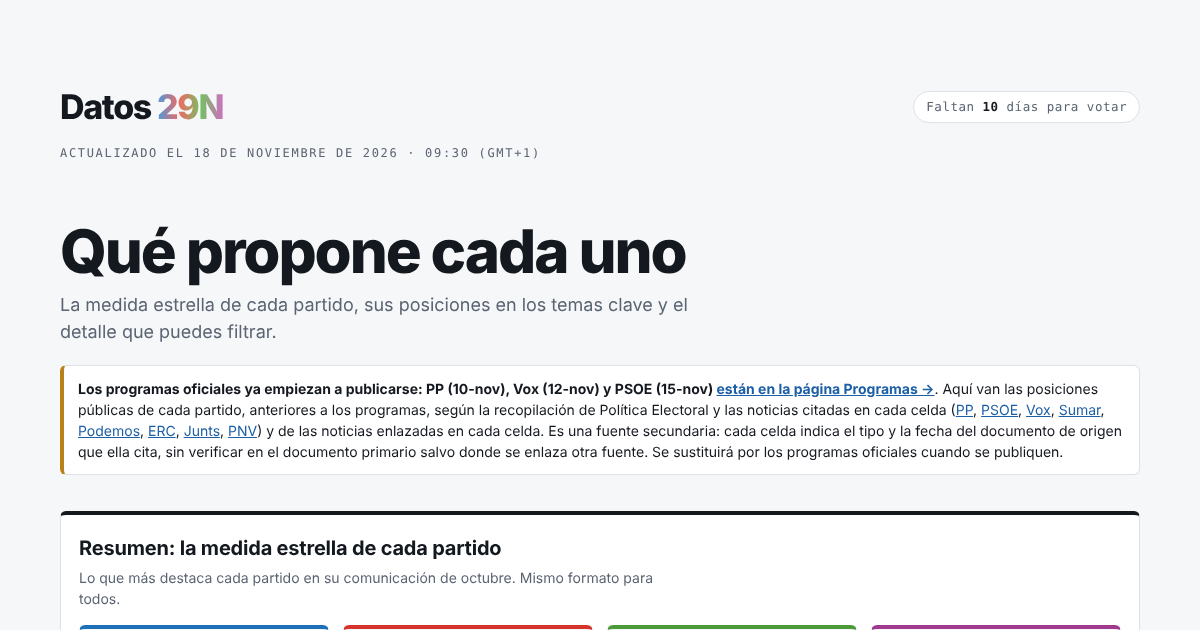 Datos 29N
Faltan 10 días para votar
ACTUALIZADO EL 18 DE NOVIEMBRE DE 2026 · 09:30 (GMT+1)
Qué propone cada uno
La medida estrella de cada partido, sus posiciones en los temas clave y el
detalle que puedes filtrar.
Los programas oficiales ya empiezan a publicarse: PP (10-nov), Vox (12-nov) y PSOE (15-nov) están en la página Programas →. Aquí van las posiciones
públicas de cada partido, anteriores a los programas, según la recopilación de Política Electoral y las noticias citadas en cada celda (PP, PSOE, Vox, Sumar,
Podemos, ERC, Junts, PNV) y de las noticias enlazadas en cada celda. Es una fuente secundaria: cada celda indica el tipo y la fecha del documento de origen
que ella cita, sin verificar en el documento primario salvo donde se enlaza otra fuente. Se sustituirá por los programas oficiales cuando se publiquen.
Resumen: la medida estrella de cada partido
Lo que más destaca cada partido en su comunicación de octubre. Mismo formato para
todos.